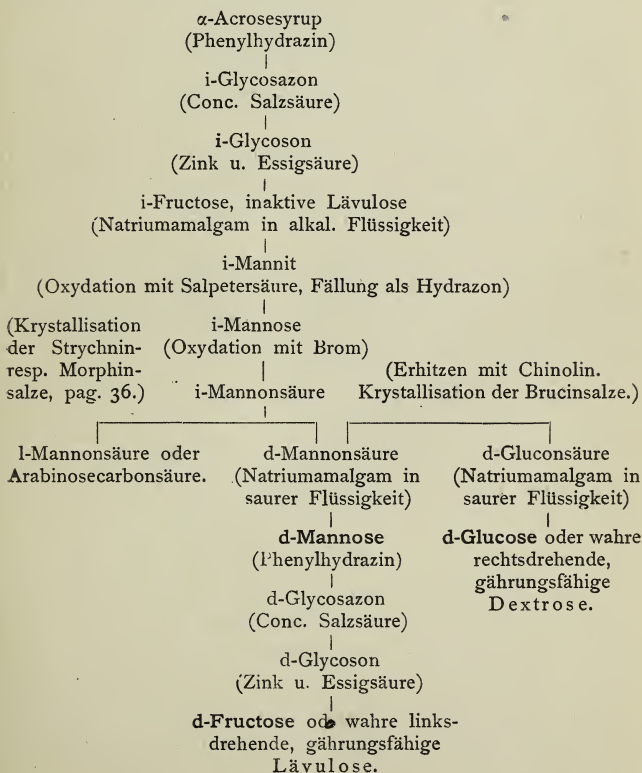 α-Acrosesyrup
(Phenylhydrazin)
i-Glycosazon
(Conc. Salzsäure)
i-Glycoson
(Zink u. Essigsäure)
i-Fructose, inaktive Lävulose
(Natriumamalgam in alkal. Flüssigkeit)
i-Mannit
(Oxydation mit Salpetersäure, Fällung als Hydrazon)
(Krystallisation
der Strychnin-
resp. Morphin-
salze, pag. 36.)
i-Mannose
(Oxydation mit Brom)
i-Mannonsäure
(Erhitzen mit Chinolin.
Krystallisation der Brucinsalze.)
l-Mannonsäure oder
Arabinosecarbonsäure.
d-Mannonsäure
(Natriumamalgam in
saurer Flüssigkeit)
d-Mannose
(Phenylhydrazin)
d-Glycosazon
(Conc. Salzsäure)
d-Glycoson
(Zink u. Essigsäure)
d-Fructose oder wahre links-
drehende, gährungsfähige
Lävulose.
d-Gluconsäure
(Natriumamalgam in
saurer Flüssigkeit)
d-Glucose oder wahre
rechtsdrehende,
gährungsfähige
Dextrose.